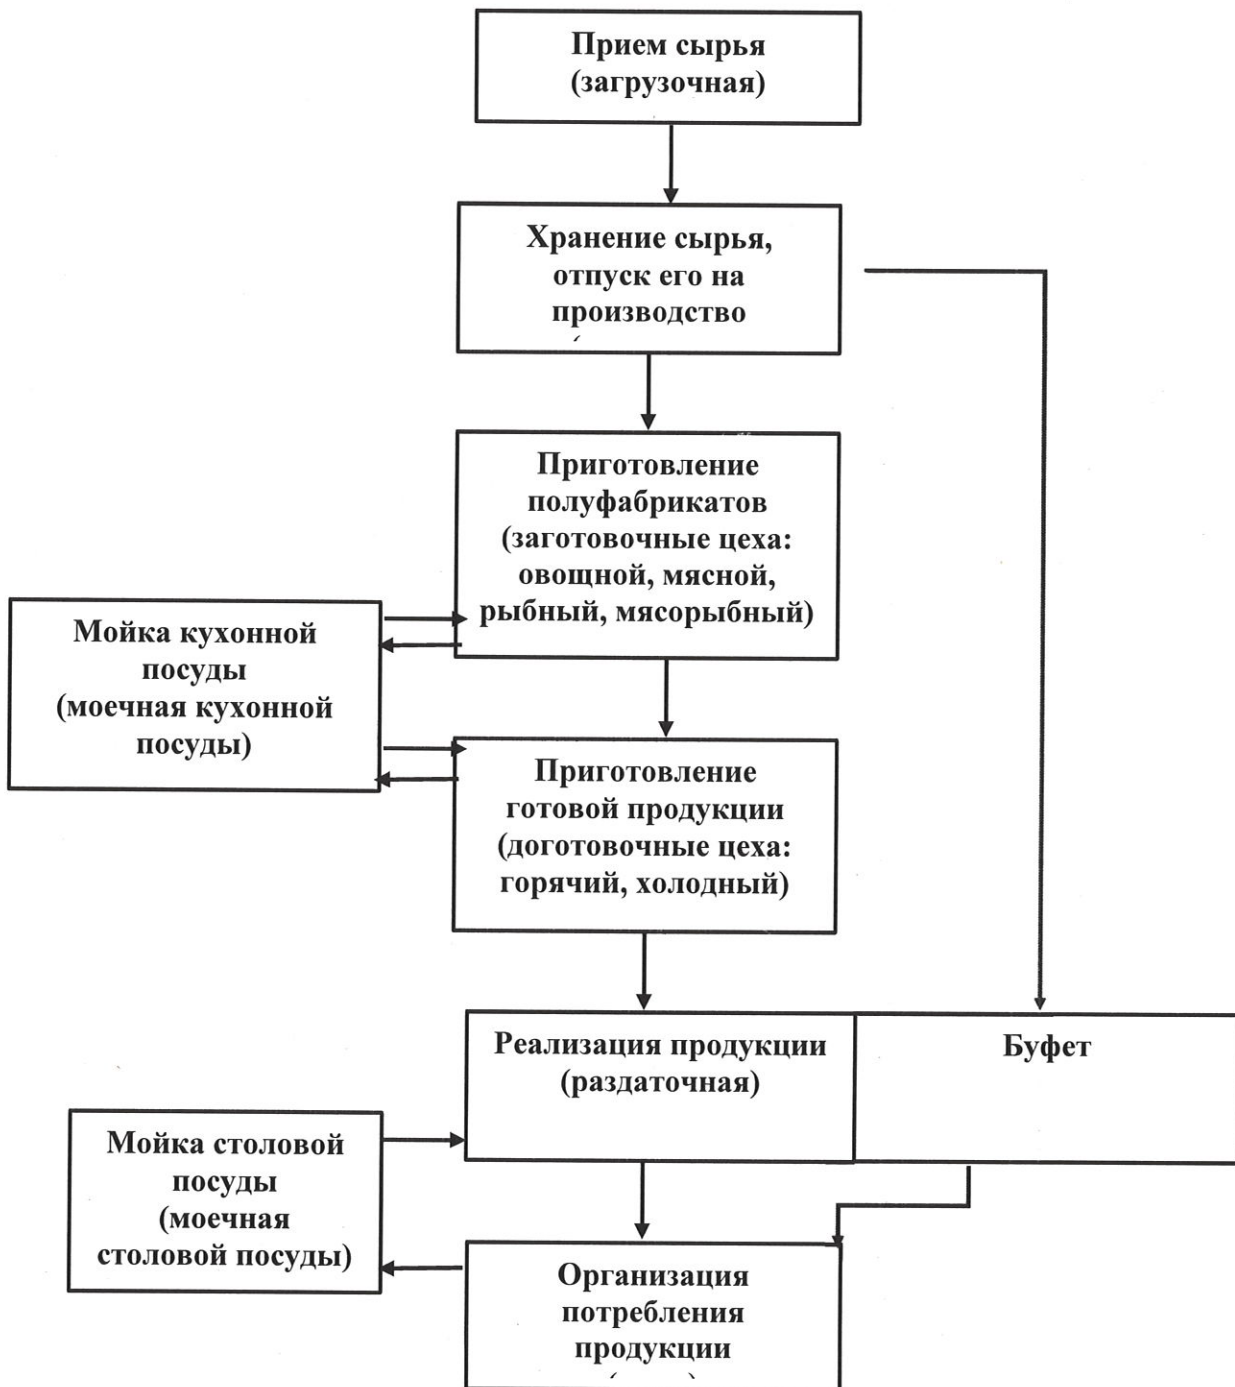 Прием сырья
(загрузочная)
Хранение сырья,
отпуск его на
производство
Приготовление
полуфабрикатов
(заготовочные цеха:
овощной, мясной,
рыбный, мясорыбный)
Мойка кухонной
посуды
(моечная кухонной
посуды)
Приготовление
готовой продукции
(доготовочные цеха:
горячий, холодный)
Реализация продукции
(раздаточная)
Буфет
Мойка столовой
посуды
(моечная
столовой посуды)
Организация
потребления
продукции